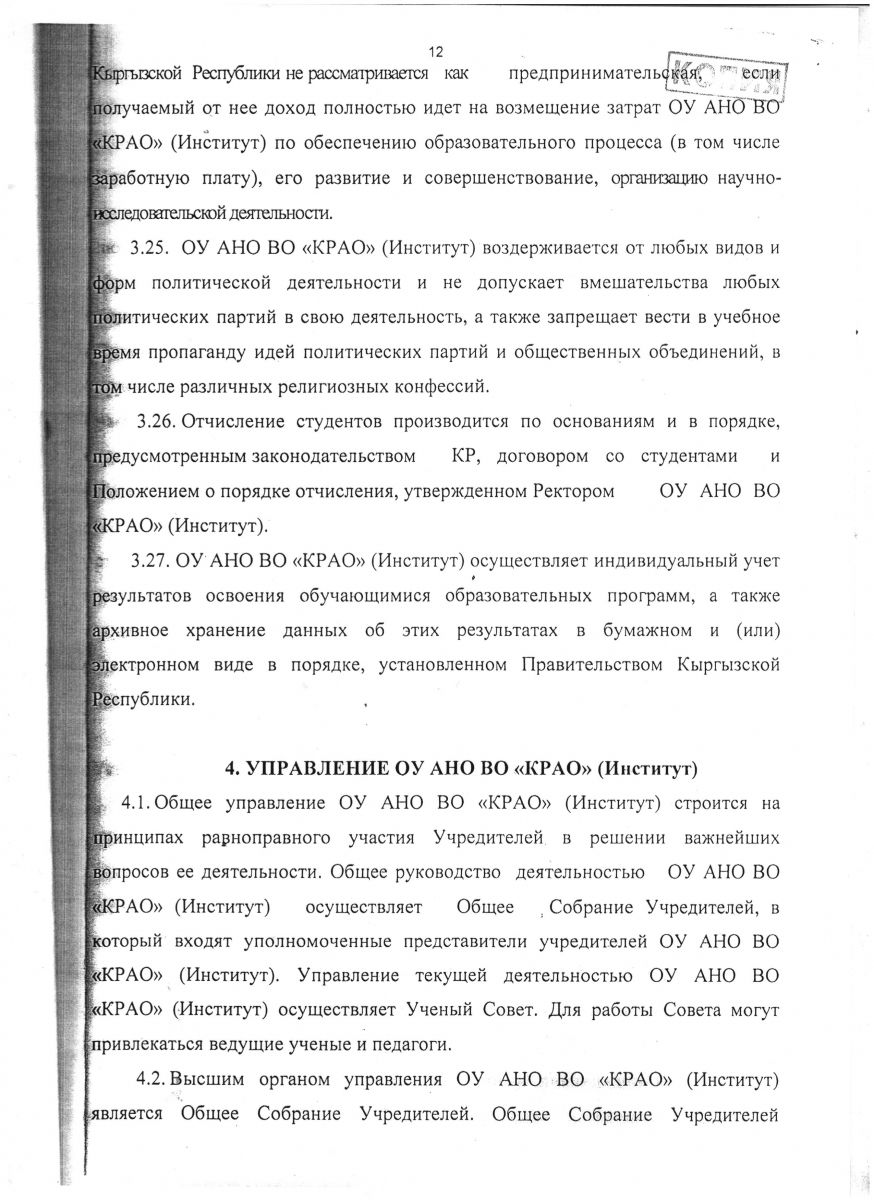 12
КОПИЯ
Кыргызской Республики не рассматривается как предпринимательская, если
получаемый от нее доход полностью идет на возмещение затрат ОУ АНО ВО
«КРАО» (Институт) по обеспечению образовательного процесса (в том числе
заработную плату), его развитие и совершенствование, организацию научно-
исследовательской деятельности.
3.25. ОУ АНО ВО «КРАО» (Институт) воздерживается от любых видов и
форм политической деятельности и не допускает вмешательства любых
политических партий в свою деятельность, а также запрещает вести в учебное
время пропаганду идей политических партий и общественных объединений, в
том числе различных религиозных конфессий.
3.26. Отчисление студентов производится по основаниям и в порядке,
предусмотренным законодательством КР, договором со студентами и
Положением о порядке отчисления, утвержденном Ректором ОУ АНО ВО
«КРАО» (Институт).
3.27. ОУ АНО ВО «КРАО» (Институт) осуществляет индивидуальный учет
результатов освоения обучающимися образовательных программ, а также
архивное хранение данных об этих результатах в бумажном и (или)
электронном виде в порядке, установленном Правительством Кыргызской
Республики.
4. УПРАВЛЕНИЕ ОУ АНО ВО «КРАО» (Институт)
4.1. Общее управление ОУ АНО ВО «КРАО» (Институт) строится на
принципах равноправного участия Учредителей в решении важнейших
вопросов ее деятельности. Общее руководство деятельностью ОУ АНО ВО
«КРАО» (Институт) осуществляет Общее Собрание Учредителей, в
который входят уполномоченные представители учредителей ОУ АНО ВО
«КРАО» (Институт). Управление текущей деятельностью ОУ АНО ВО
«КРАО» (Институт) осуществляет Ученый Совет. Для работы Совета могут
привлекаться ведущие ученые и педагоги.
4.2. Высшим органом управления ОУ АНО ВО «КРАО» (Институт)
является Общее Собрание Учредителей. Общее Собрание Учредителей